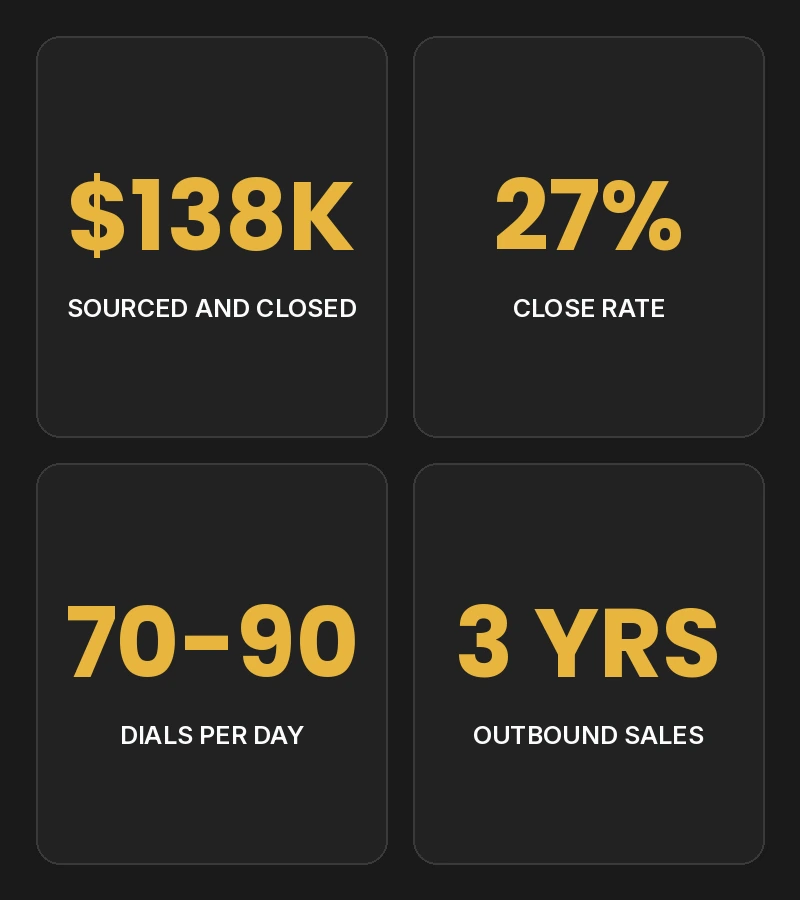 $138K
SOURCED AND CLOSED
27%
CLOSE RATE
70-90
DIALS PER DAY
3 YRS
OUTBOUND SALES